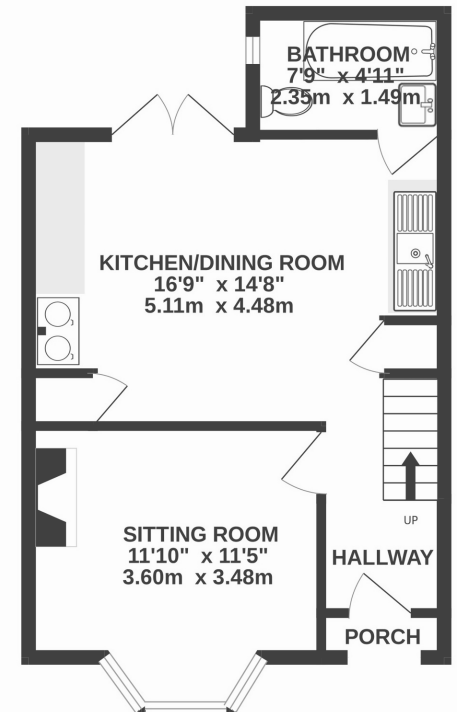 BATHROOM
7'9" x 4'11"
2.35m x 1.49m
KITCHEN/DINING ROOM
16'9" x 14'8"
5.11m x 4.48m
UP
SITTING ROOM
11'10" x 11'5"
3.60m x 3.48m
HALLWAY
PORCH